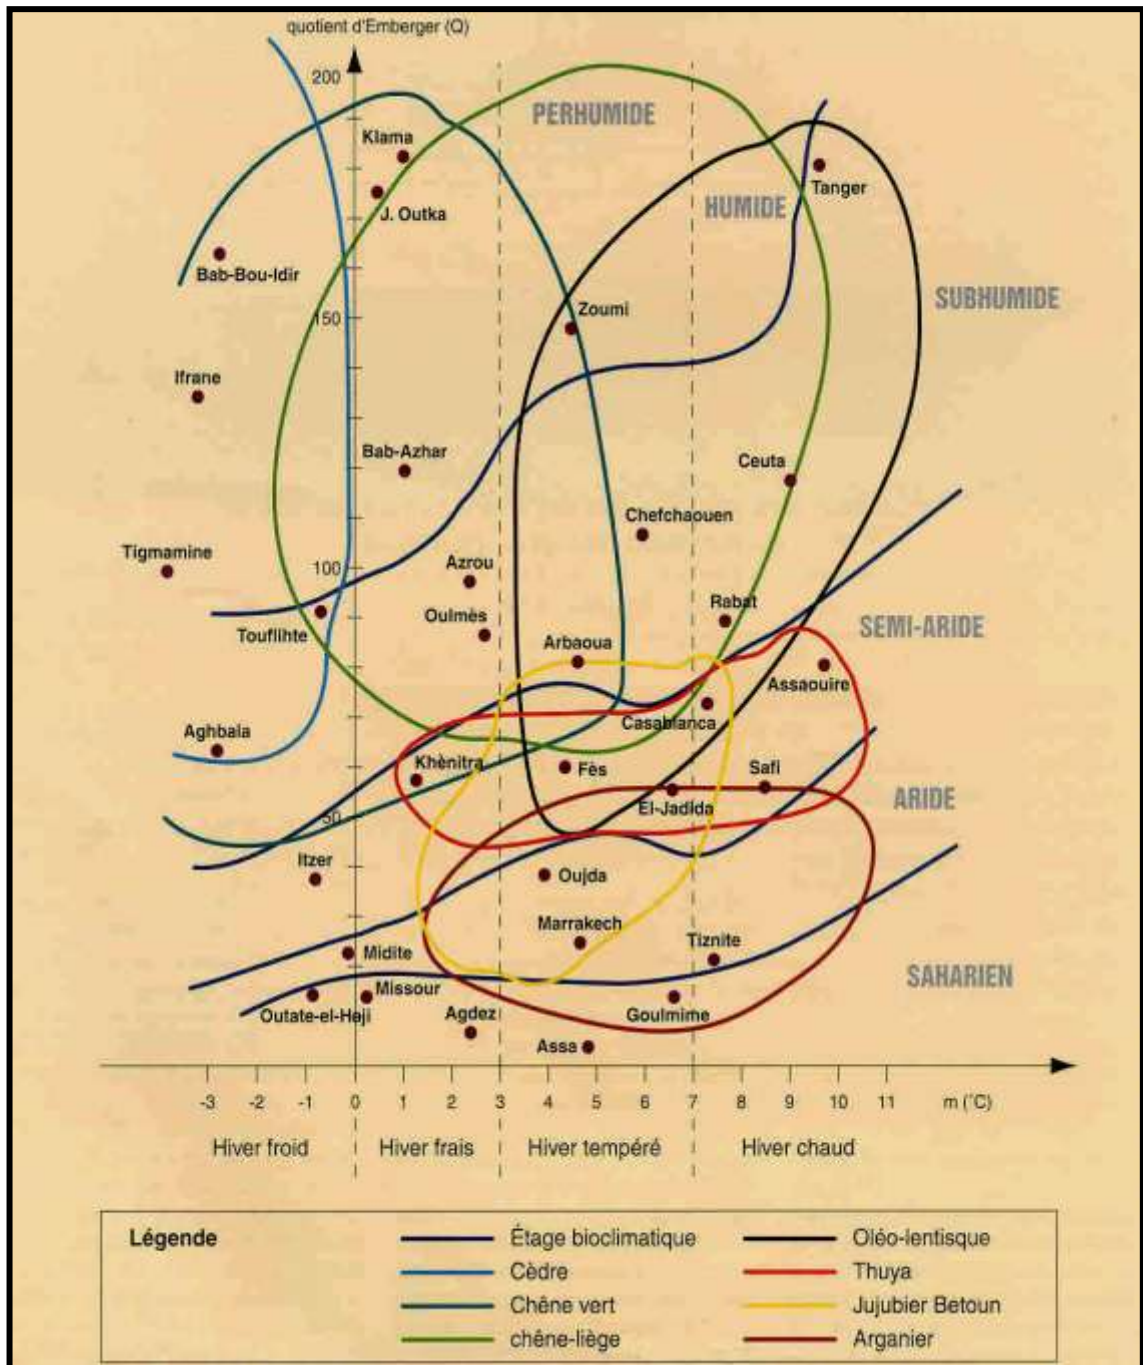 quotient d'Emberger (Q)
200
PERHUMIDE
Klama
Tanger
J. Outka
HUMIDE
Bab-Bou-Idir
SUBHUMIDE
Zoumi
150
Ifrane
Bab-Azhar
Ceuta
Chefchaouen
Tigmamine
Azrou
100
Rabat
Oulmès
Touflihte
SEMI-ARIDE
Arbaoua
Assaouire
Casablanca
Aghbala
Khènitra
Fès
Safi
ARIDE
El-Jadida
50
Itzer
Oujda
Marrakech
Tiznite
Midite
SAHARIEN
Missour
Outate-el-Haji
Agdez
Goulmime
Assa
-3 -2 -1 0 1 2 3 4 5 6 7 8 9 10 11 m (°C)
Hiver froid Hiver frais Hiver tempéré Hiver chaud
Légende
Étage bioclimatique
Oléo-lentisque
Cèdre
Thuya
Chêne vert
Jujubier Betoun
chêne-liège
Arganier